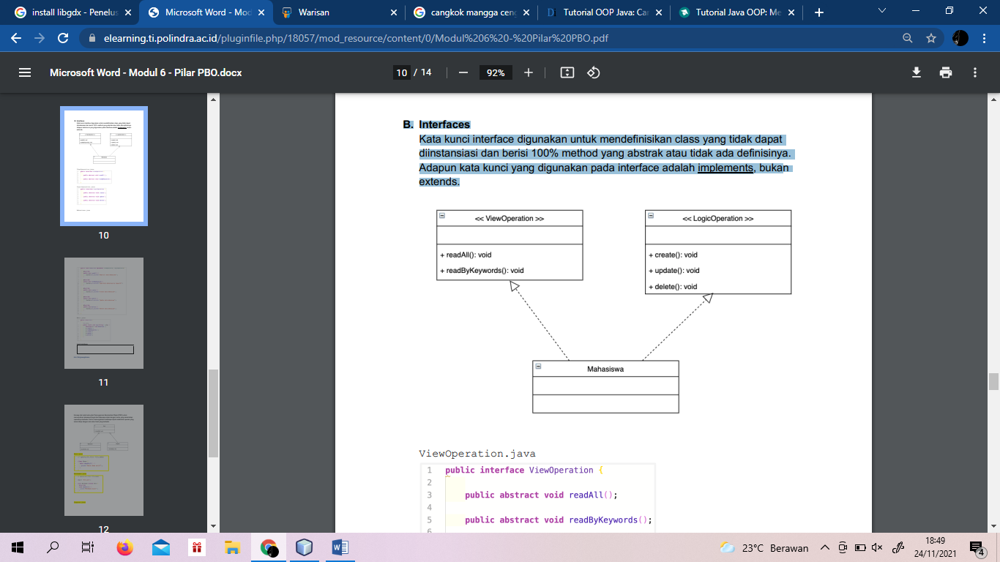 install libgdx - Penelus
Microsoft Word - Mod
Warisan
cangkok mangga ceng
Tutorial OOP Java: Car
Tutorial Java OOP: Me
elearning.ti.polindra.ac.id/pluginfile.php/18057/mod_resource/content/0/Modul%206%20-%20Pilar%20PBO.pdf
Microsoft Word - Modul 6 - Pilar PBO.docx
10 / 14
92%
10
11
12
B. Interfaces
Kata kunci interface digunakan untuk mendefinisikan class yang tidak dapat
diinstansiasi dan berisi 100% method yang abstrak atau tidak ada definisinya.
Adapun kata kunci yang digunakan pada interface adalah implements, bukan
extends.
<< ViewOperation >>
+ readAll(): void
+ readByKeywords(): void
<< LogicOperation >>
+ create(): void
+ update(): void
+ delete(): void
Mahasiswa
ViewOperation.java
1 public interface ViewOperation {
2
3 public abstract void readAll();
4
5 public abstract void readByKeywords();
6
23°C Berawan
18:49
24/11/2021
4